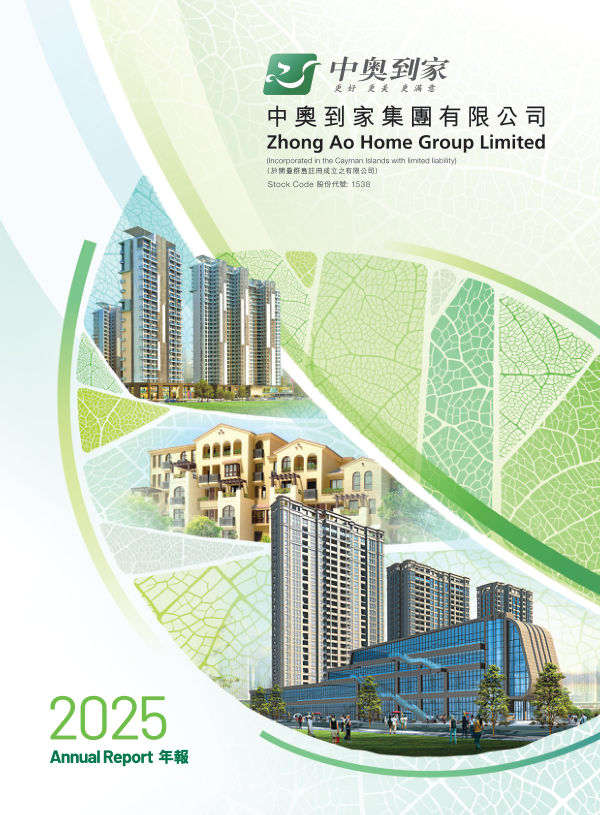 中奥到家
更好 更美 更满意
中奧到家集團有限公司
Zhong Ao Home Group Limited
(Incorporated in the Cayman Islands with limited liability)
(於開曼群島註冊成立之有限公司)
Stock Code 股份代號: 1538
2025
Annual Report 年報